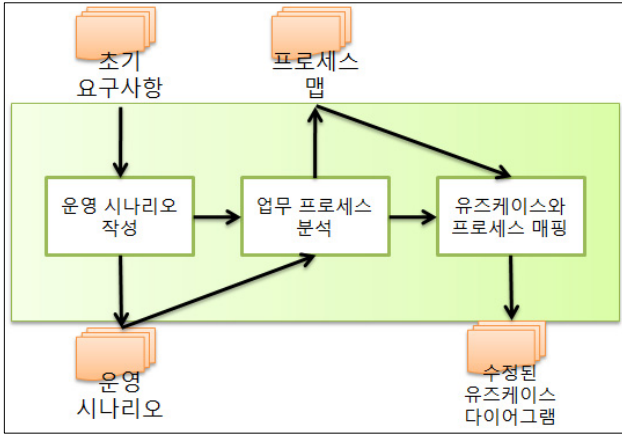 초기
요구사항
프로세스
맵
운영 시나리오
작성
업무 프로세스
분석
유즈케이스와
프로세스 매핑
운영
시나리오
수정된
유즈케이스
다이어그램